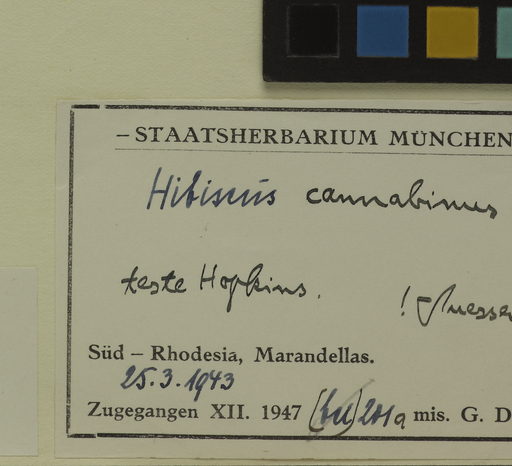 – STAATSHERBARIUM MÜNCHEN
Hibiscus cannabinus
teste Hopkins.
!
Süd – Rhodesia, Marandellas.
25.3.1943
Zugegangen XII. 1947 mis. G. D